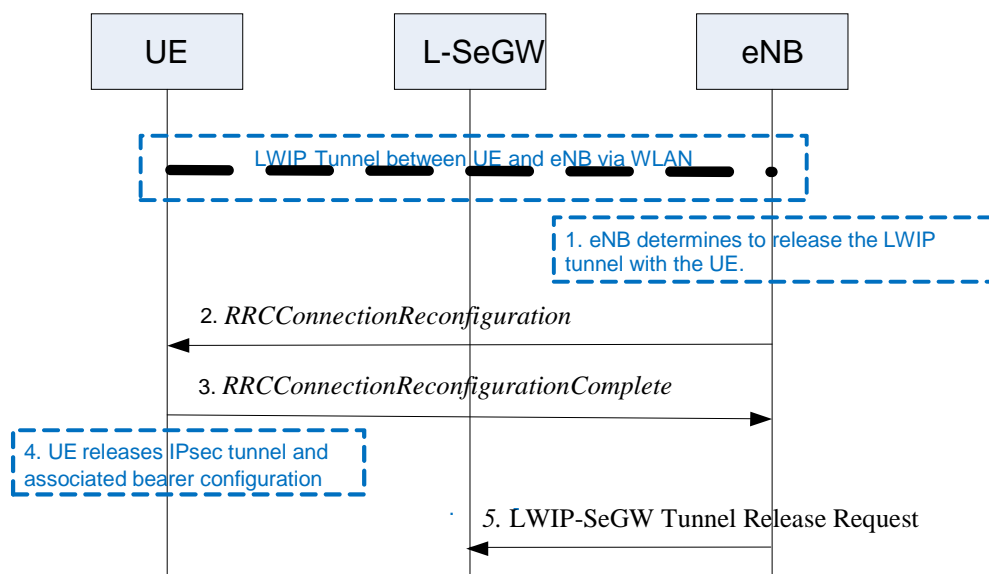 UE
L-SeGW
eNB
LWIP Tunnel between UE and eNB via WLAN
1. eNB determines to release the LWIP
tunnel with the UE.
2. RRCConnectionReconfiguration
3. RRCConnectionReconfigurationComplete
4. UE releases IPsec tunnel and
associated bearer configuration
5. LWIP-SeGW Tunnel Release Request